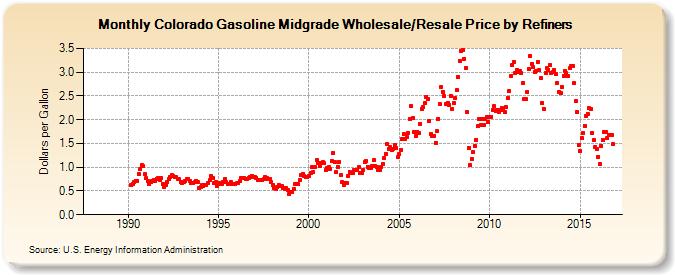 Monthly Colorado Gasoline Midgrade Wholesale/Resale Price by Refiners
Dollars per Gallon
3.5
3.0
2.5
2.0
1.5
1.0
0.5
0.0
1990 1995 2000 2005 2010 2015
Source: U.S. Energy Information Administration